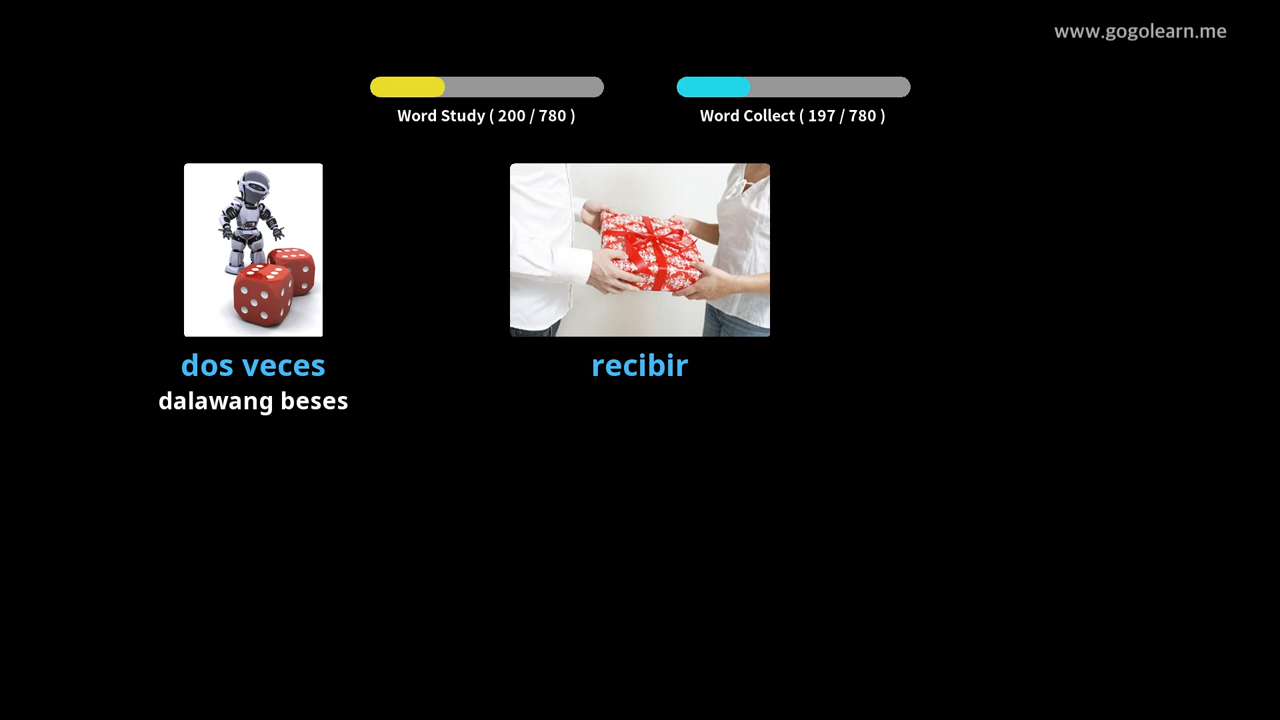 www.gogolearn.me
Word Study ( 200 / 780 )
Word Collect ( 197 / 780 )
dos veces
recibir
dalawang beses